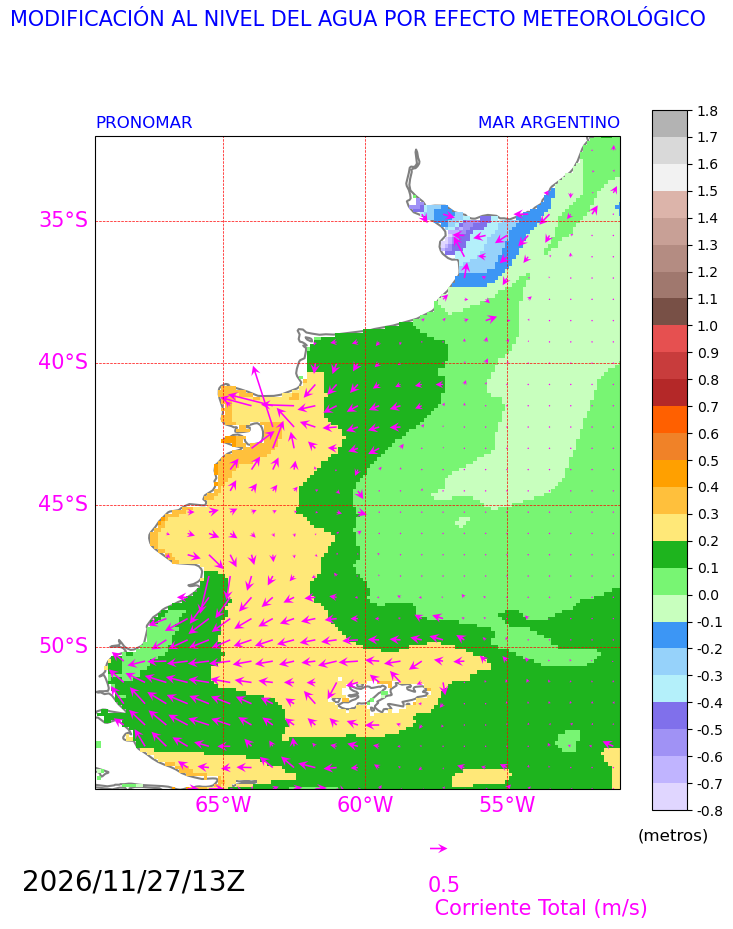 MODIFICACIÓN AL NIVEL DEL AGUA POR EFECTO METEOROLÓGICO
PRONOMAR MAR ARGENTINO
35°S
40°S
45°S
50°S
65°W 60°W 55°W
1.8
1.7
1.6
1.5
1.4
1.3
1.2
1.1
1.0
0.9
0.8
0.7
0.6
0.5
0.4
0.3
0.2
0.1
0.0
-0.1
-0.2
-0.3
-0.4
-0.5
-0.6
-0.7
-0.8
(metros)
2026/11/27/13Z
0.5
Corriente Total (m/s)